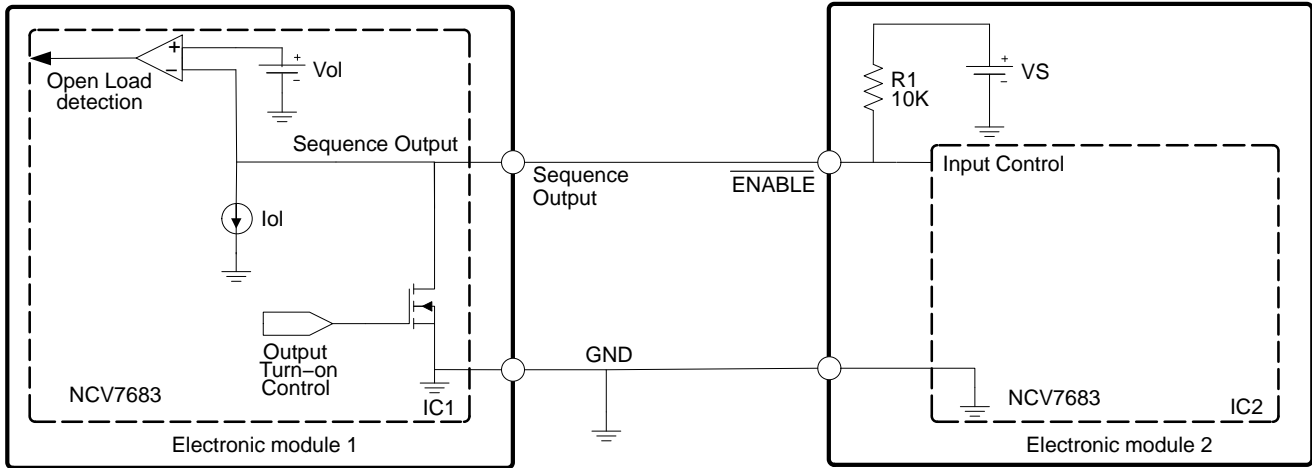 +
−
Open Load
detection
+
−
Vol
Sequence Output
Iol
Output
Turn−on
Control
NCV7683
IC1
Electronic module 1
Sequence
Output
GND
ENABLE
R1
10K
+
−
VS
Input Control
NCV7683
IC2
Electronic module 2